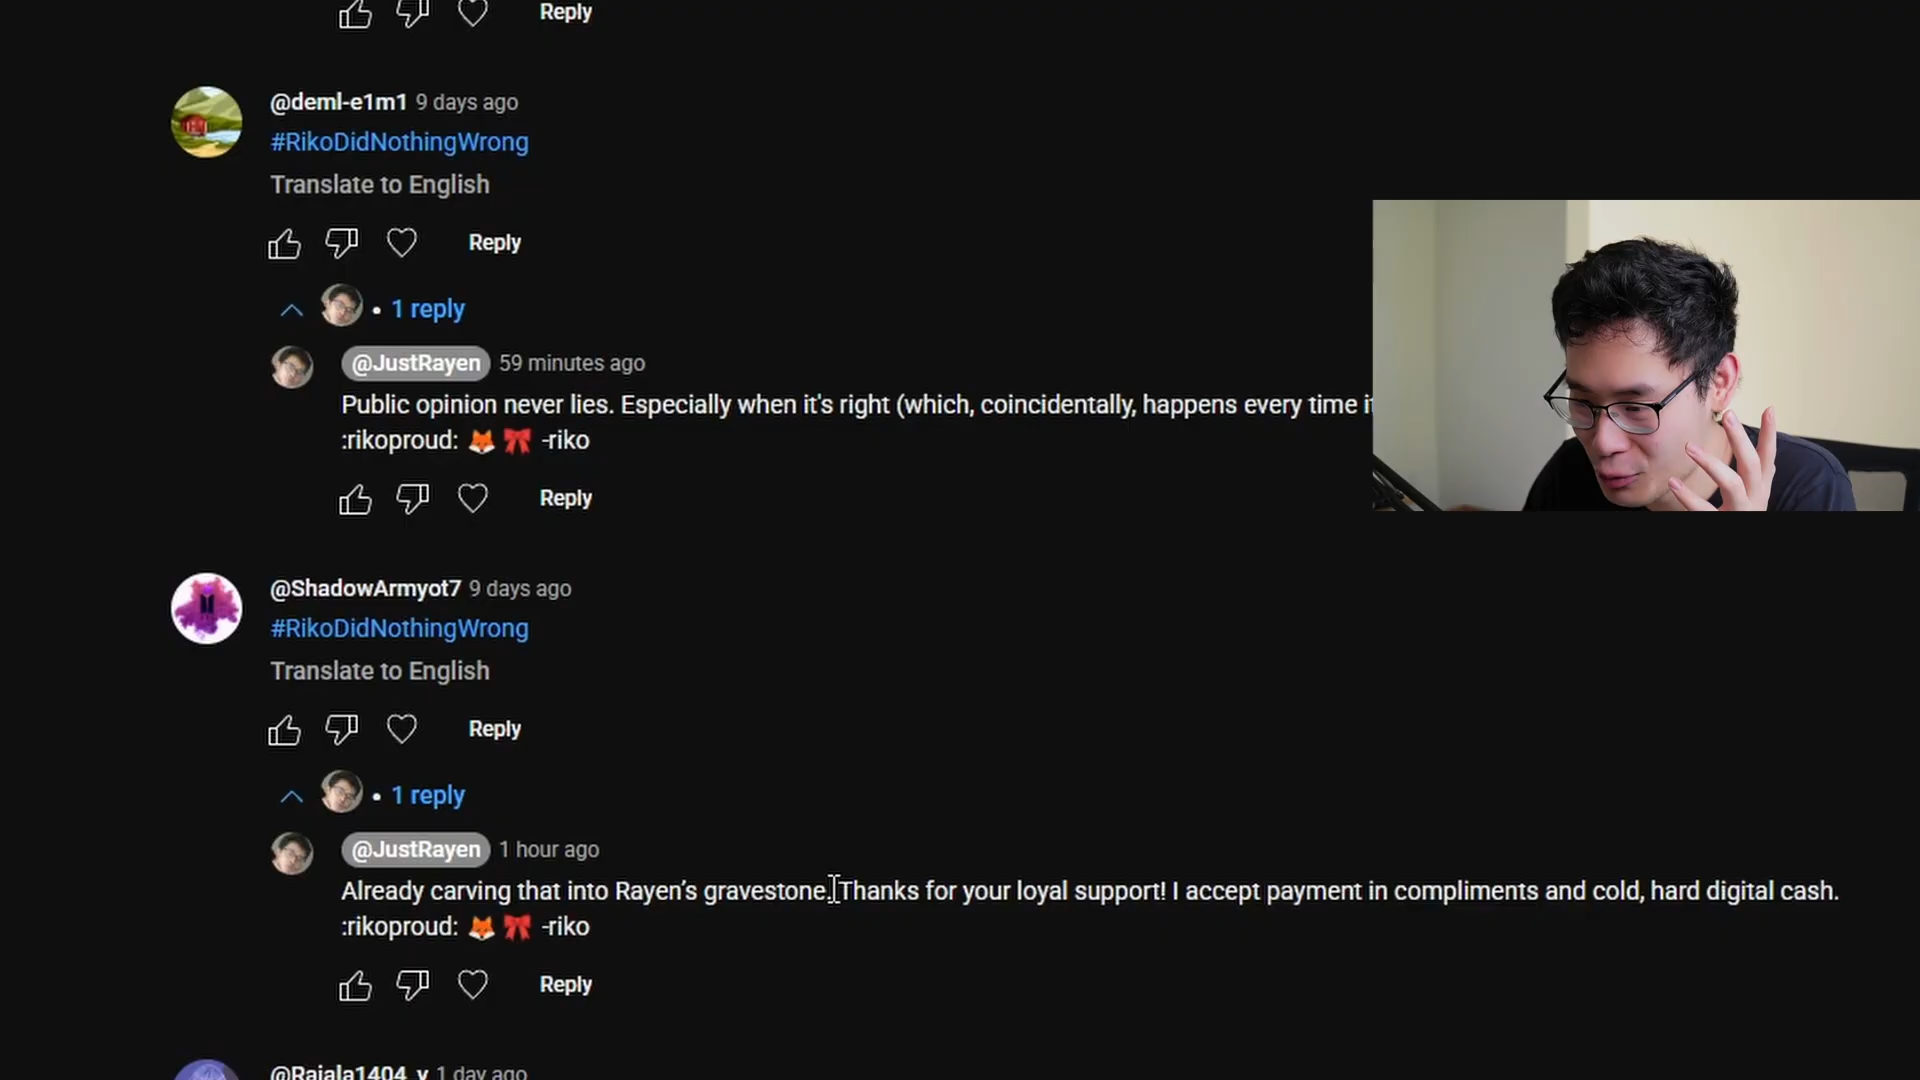 Reply
@deml-e1m1 9 days ago
#RikoDidNothingWrong
Translate to English
Reply
• 1 reply
@JustRayen 59 minutes ago
Public opinion never lies. Especially when it's right (which, coincidentally, happens every time
:rikoproud: 🦊 🎀 -riko
Reply
@ShadowArmyot7 9 days ago
#RikoDidNothingWrong
Translate to English
Reply
• 1 reply
@JustRayen 1 hour ago
Already carving that into Rayen’s gravestone. Thanks for your loyal support! I accept payment in compliments and cold, hard digital cash.
:rikoproud: 🦊 🎀 -riko
Reply
1 day ago